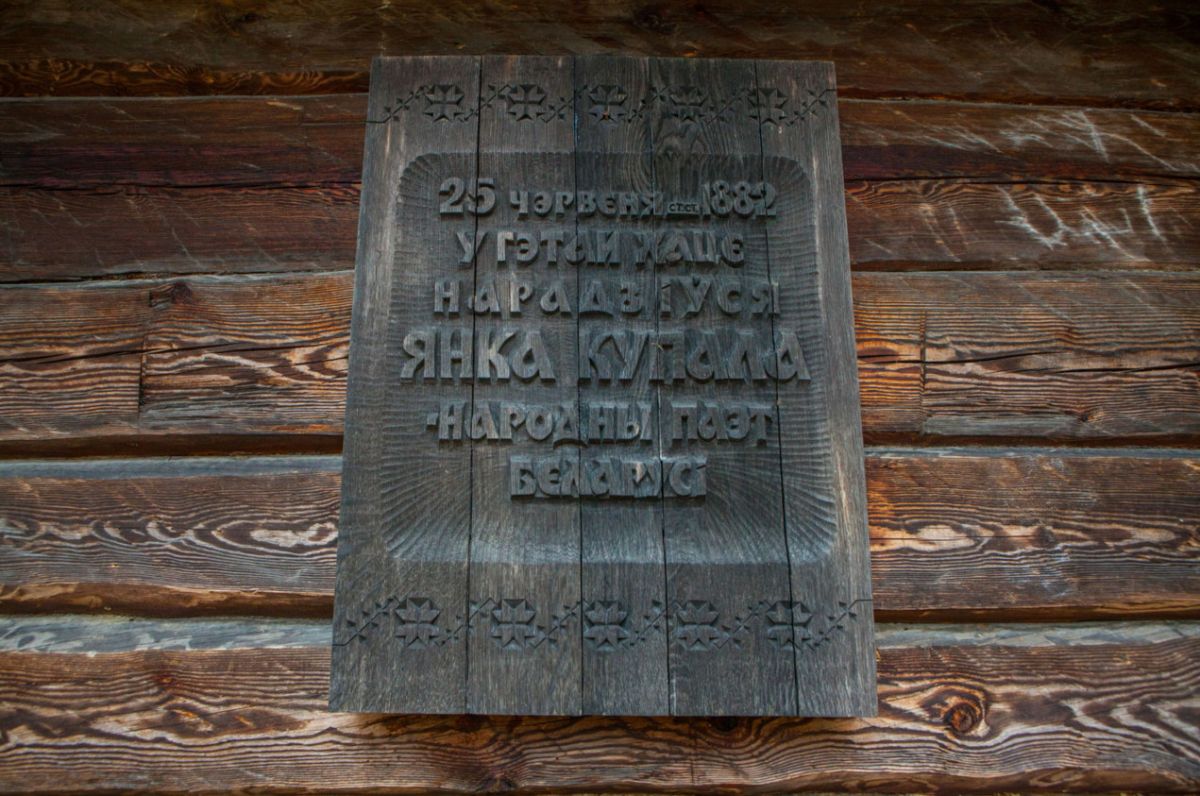 25 чэрвеня ст.ст. 1882
У гэтай хаце
нарадзіўся
Янка Купала
-народны паэт
Беларусі